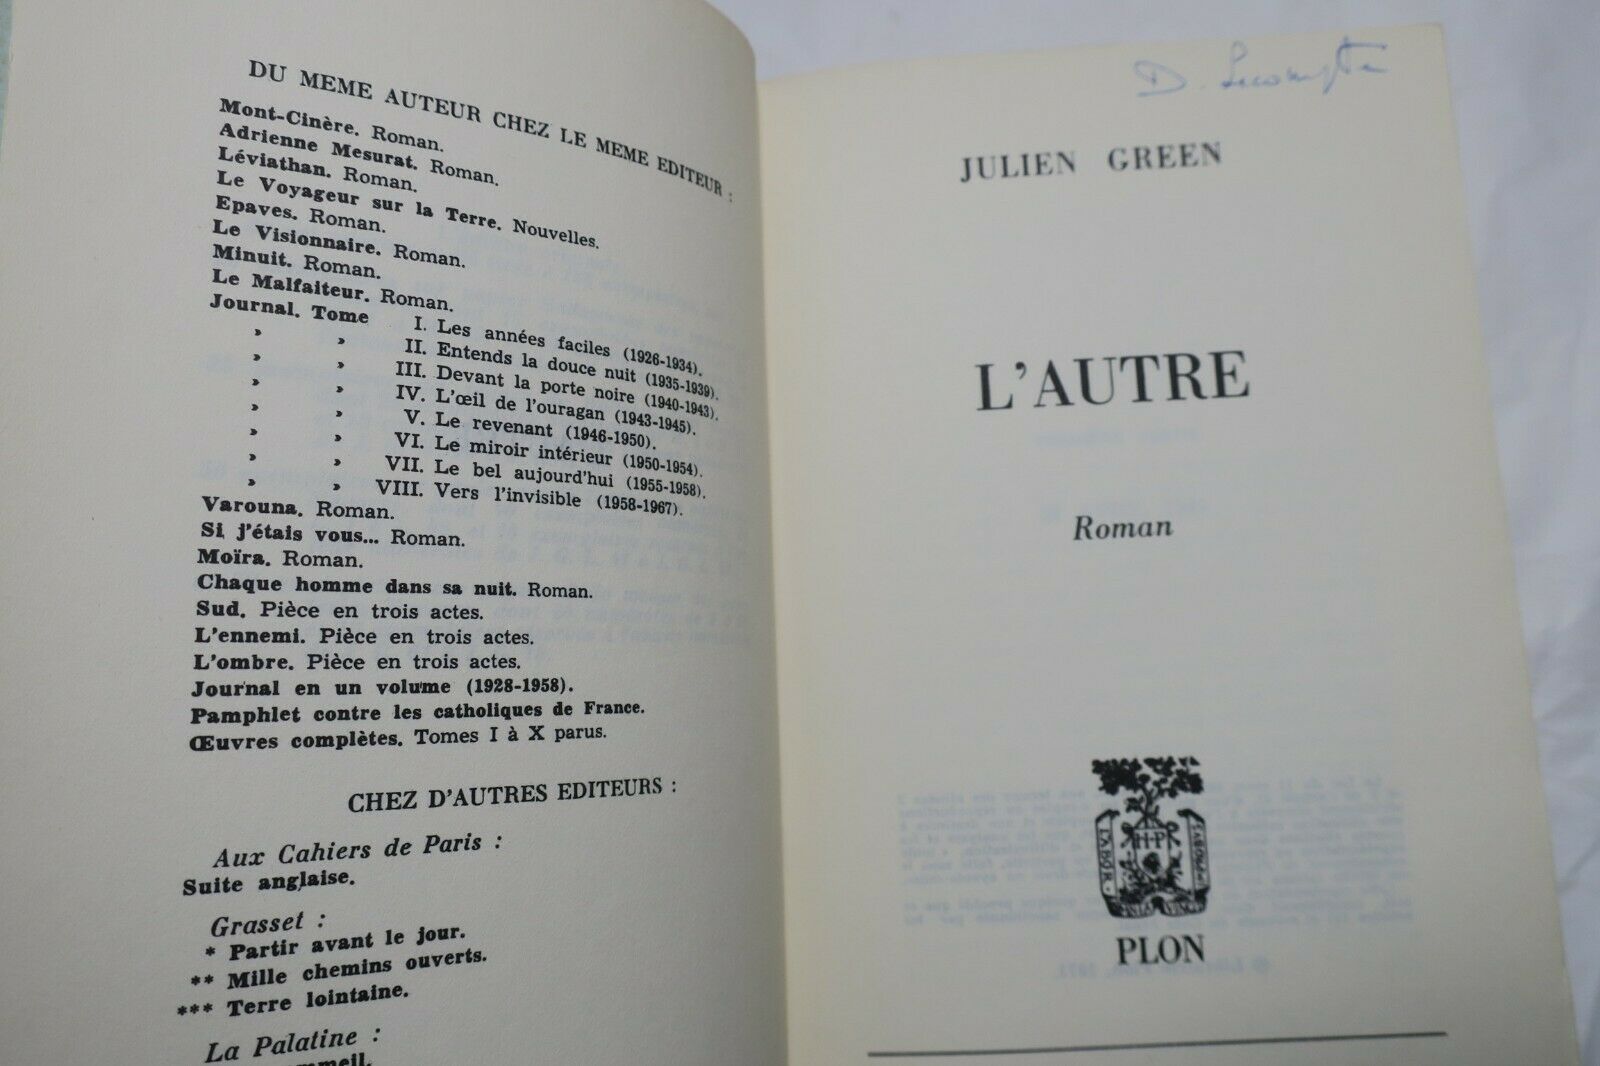 DU MEME AUTEUR CHEZ LE MEME EDITEUR :
Mont-Cinère. Roman.
Adrienne Mesurat. Roman.
Léviathan. Roman.
Le Voyageur sur la Terre. Nouvelles.
Epaves. Roman.
Le Visionnaire. Roman.
Minuit. Roman.
Le Malfaiteur. Roman.
Journal. Tome I. Les années faciles (1926-1934).
» » II. Entends la douce nuit (1935-1939).
» » III. Devant la porte noire (1940-1943).
» » IV. L'œil de l'ouragan (1943-1945).
» » V. Le revenant (1946-1950).
» » VI. Le miroir intérieur (1950-1954).
» » VII. Le bel aujourd'hui (1955-1958).
» » VIII. Vers l'invisible (1958-1967).
Varouna. Roman.
Si j'étais vous... Roman.
Moïra. Roman.
Chaque homme dans sa nuit. Roman.
Sud. Pièce en trois actes.
L'ennemi. Pièce en trois actes.
L'ombre. Pièce en trois actes.
Journal en un volume (1928-1958).
Pamphlet contre les catholiques de France.
Œuvres complètes. Tomes I à X parus.
CHEZ D'AUTRES EDITEURS :
Aux Cahiers de Paris :
Suite anglaise.
Grasset :
* Partir avant le jour.
** Mille chemins ouverts.
*** Terre lointaine.
La Palatine :
D.
JULIEN GREEN
L'AUTRE
Roman
LABOR
H P
PLON